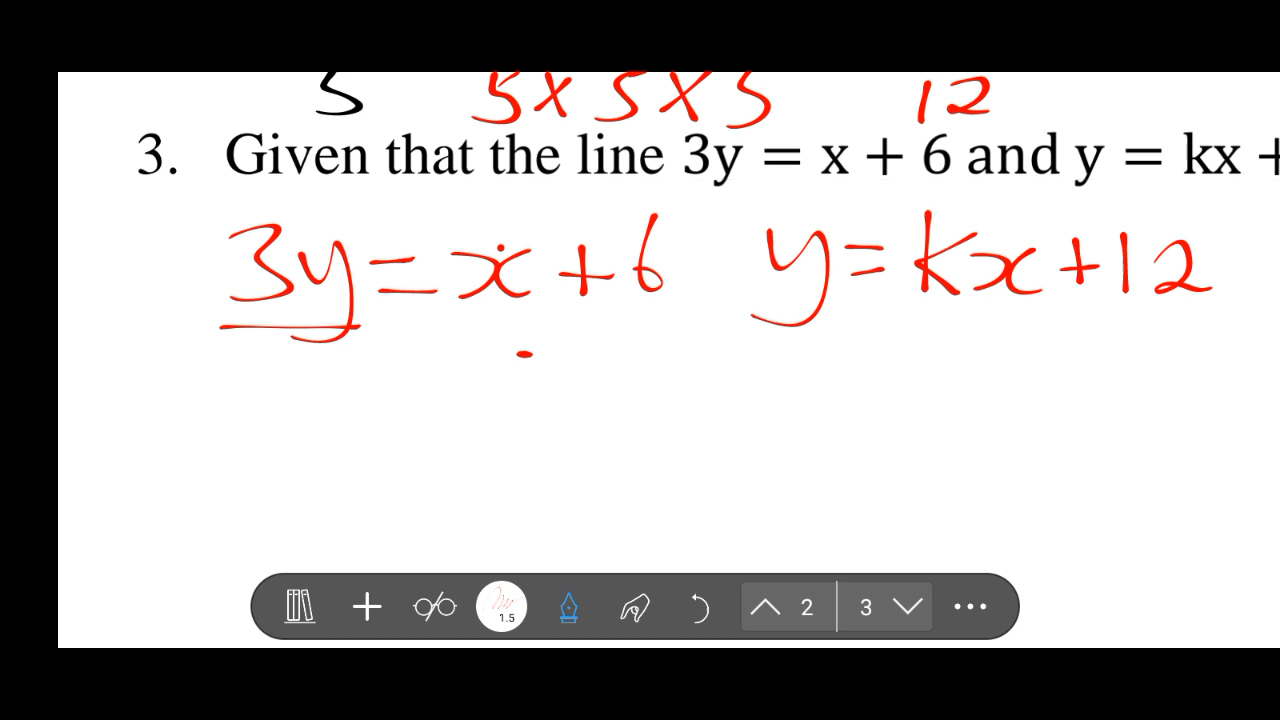 5 5x5x5 12
3. Given that the line 3y = x + 6 and y = kx +
3y = x + 6 y = kx + 12
1.5
2 3